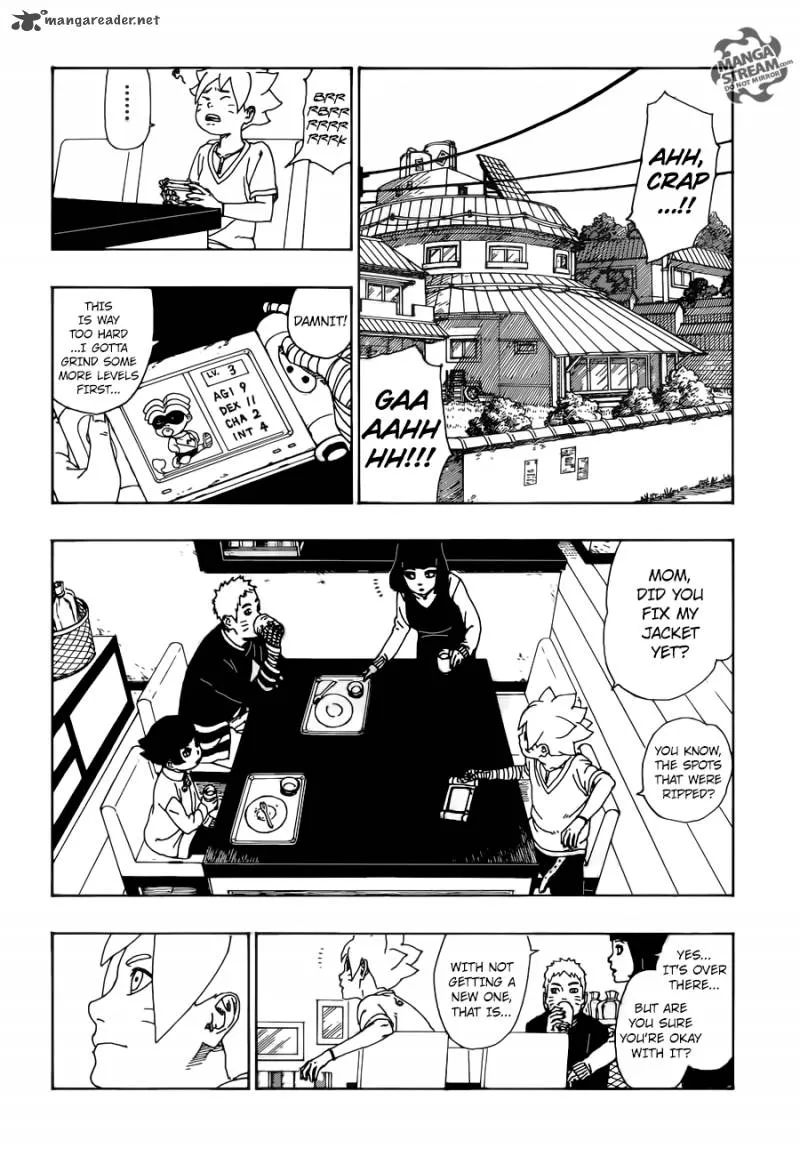 mangareader.net
MANGA
STREAM.com
DO NOT MIRROR
AHH,
CRAP
...!!
GAA
AAHH
HH!!!
BRR
RBRR
RRRR
RRRK
......
DAMNIT!
THIS
IS WAY
TOO HARD
...I GOTTA
GRIND SOME
MORE LEVELS
FIRST...
LV. 3
AGI 9
DEX 11
CHA 2
INT 4
MOM,
DID YOU
FIX MY
JACKET
YET?
YOU KNOW,
THE SPOTS
THAT WERE
RIPPED?
YES...
IT'S OVER
THERE...
BUT ARE
YOU SURE
YOU'RE OKAY
WITH IT?
WITH NOT
GETTING A
NEW ONE,
THAT IS...